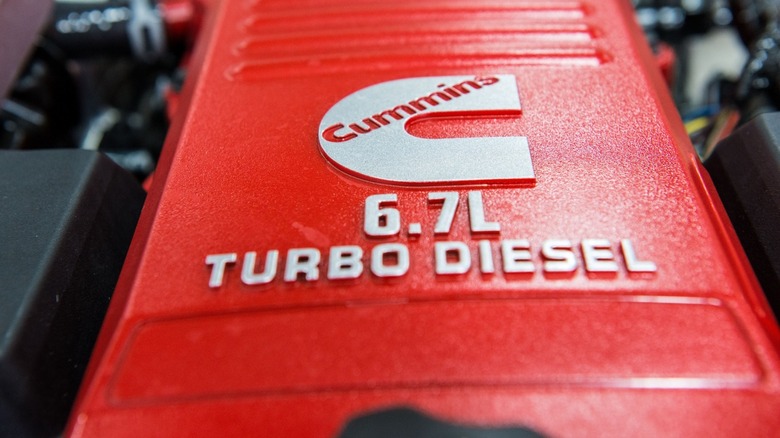 Cummins
6.7L
TURBO DIESEL